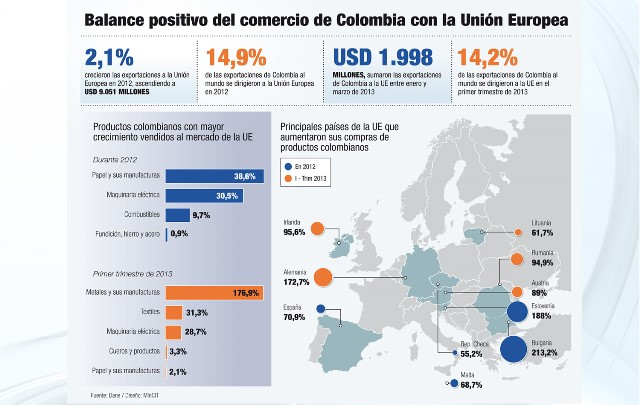 Balance positivo del comercio de Colombia con la Unión Europea
2,1%
crecieron las exportaciones a la Unión
Europea en 2012, ascendiendo a
USD 9.051 MILLONES
14,9%
de las exportaciones de Colombia al
mundo se dirigieron a la Unión Europea
en 2012
USD 1.998
MILLONES, sumaron las exportaciones
de Colombia a la UE entre enero y
marzo de 2013
14,2%
de las exportaciones de Colombia al
mundo se dirigieron a la UE en el
primer trimestre de 2013
Productos colombianos con mayor
crecimiento vendidos al mercado de la UE
Durante 2012
Papel y sus manufacturas 38,6%
Maquinaria eléctrica 30,5%
Combustibles 9,7%
Fundición, hierro y acero 0,9%
Primer trimestre de 2013
Metales y sus manufacturas 176,9%
Textiles 31,3%
Maquinaria eléctrica 28,7%
Cueros y productos 3,3%
Papel y sus manufacturas 2,1%
Principales países de la UE que
aumentaron sus compras de
productos colombianos
En 2012
I - Trim 2013
Irlanda
95,6%
Alemania
172,7%
España
70,9%
Lituania
61,7%
Rumania
94,9%
Austria
89%
Eslovenia
188%
Bulgaria
213,2%
Rep. Checa
55,2%
Malta
68,7%
Fuente: Dane / Diseño: MinCIT